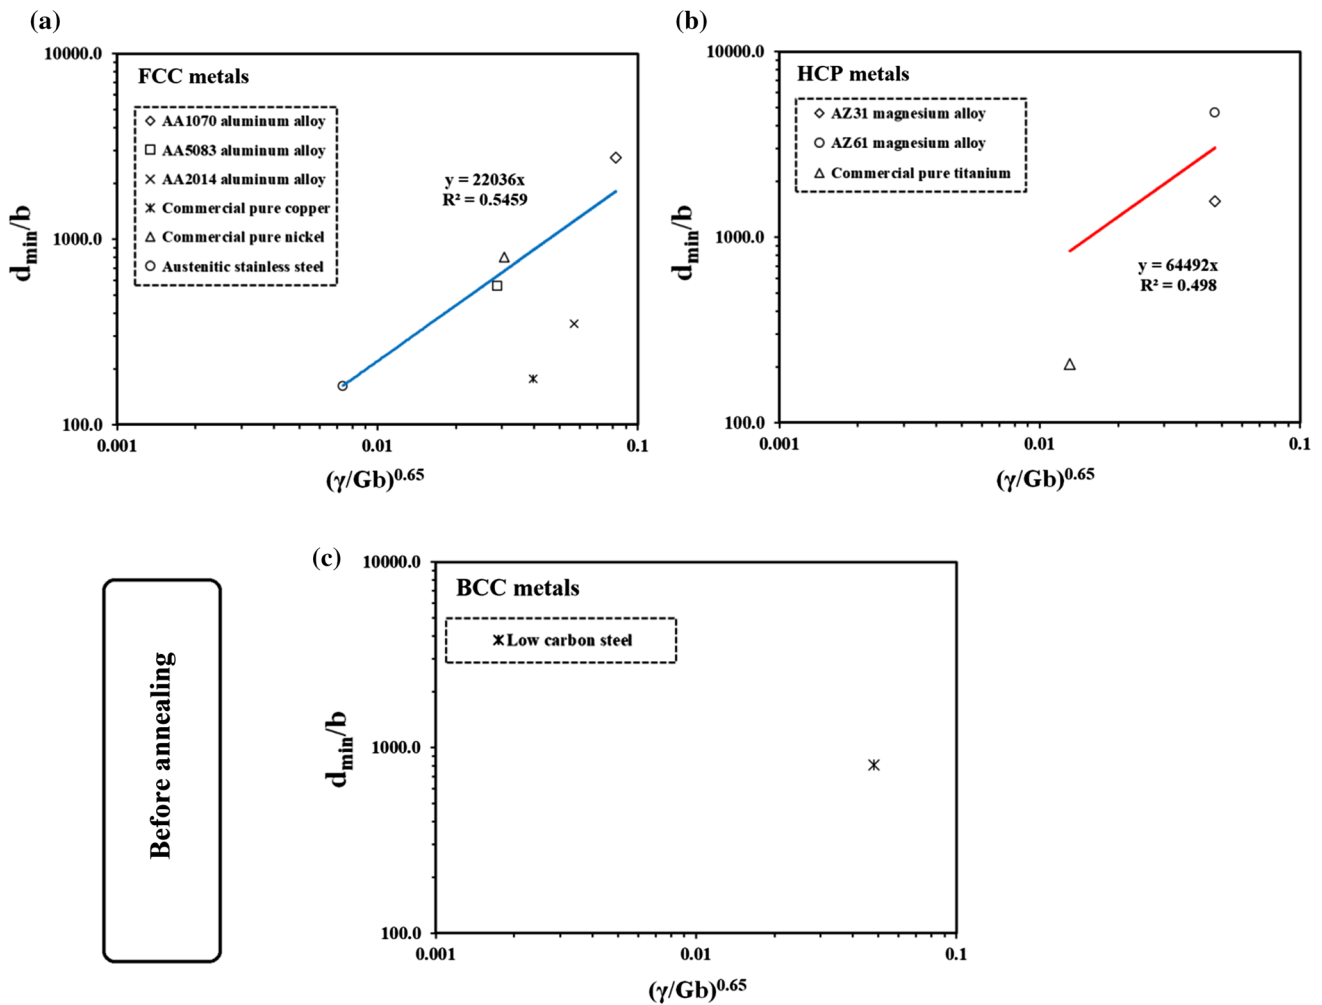 (a)
10000.0
1000.0
100.0
d_min/b
FCC metals
AA1070 aluminum alloy
AA5083 aluminum alloy
AA2014 aluminum alloy
Commercial pure copper
Commercial pure nickel
Austenitic stainless steel
y = 22036x
R² = 0.5459
0.001 0.01 0.1
(γ/Gb)^0.65
(b)
10000.0
1000.0
100.0
d_min/b
HCP metals
AZ31 magnesium alloy
AZ61 magnesium alloy
Commercial pure titanium
y = 64492x
R² = 0.498
0.001 0.01 0.1
(γ/Gb)^0.65
Before annealing
(c)
10000.0
1000.0
100.0
d_min/b
BCC metals
Low carbon steel
0.001 0.01 0.1
(γ/Gb)^0.65